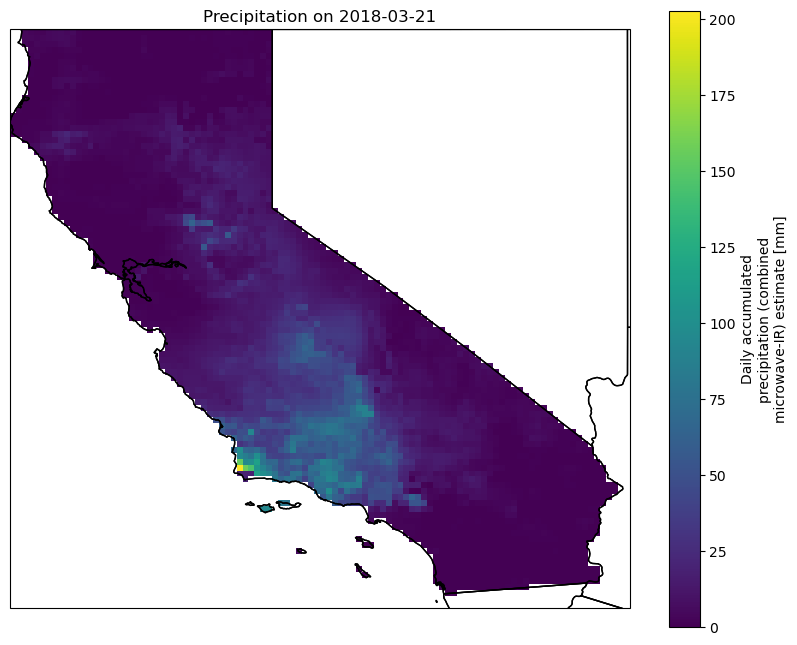 Precipitation on 2018-03-21
200
175
150
125
100
75
50
25
0
Daily accumulated
precipitation (combined
microwave-IR) estimate [mm]